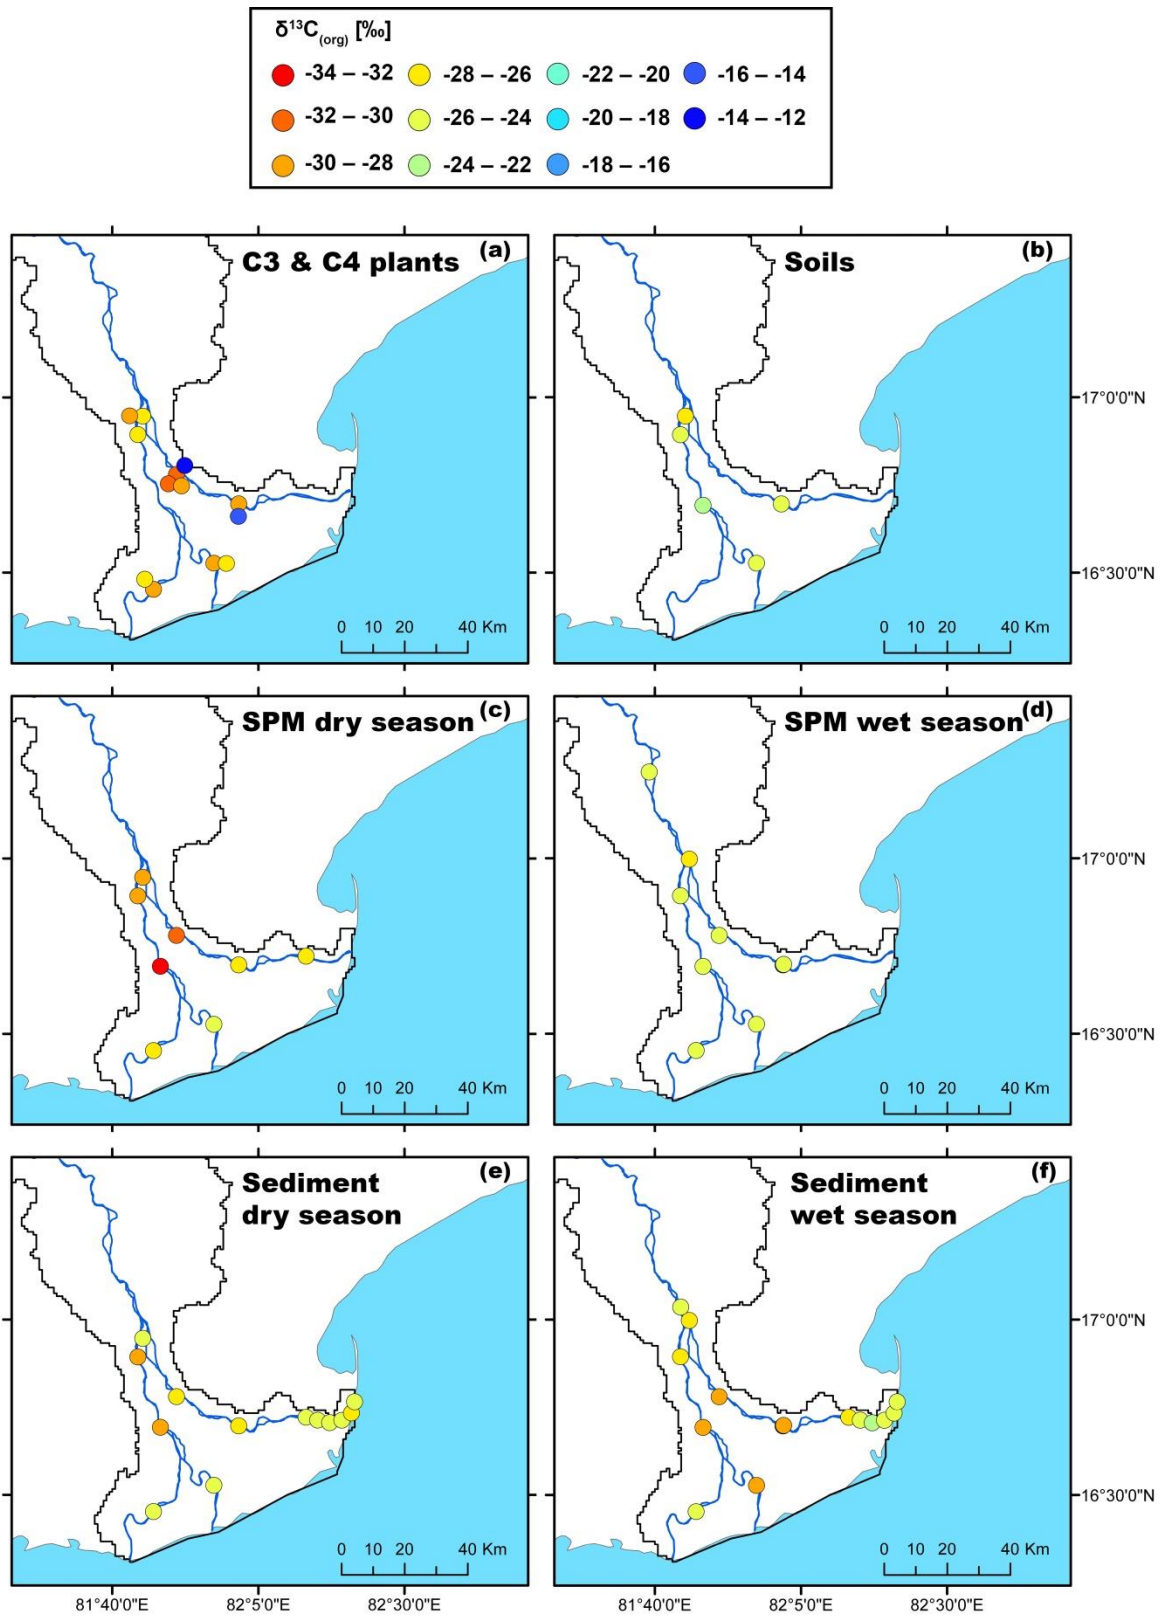 δ¹³C(org) [‰]
-34 – -32 -28 – -26 -22 – -20 -16 – -14
-32 – -30 -26 – -24 -20 – -18 -14 – -12
-30 – -28 -24 – -22 -18 – -16
(a)
C3 & C4 plants
0 10 20 40 Km
(b)
Soils
17°0'0"N
16°30'0"N
0 10 20 40 Km
SPM dry season (c)
0 10 20 40 Km
SPM wet season (d)
17°0'0"N
16°30'0"N
0 10 20 40 Km
(e)
Sediment
dry season
0 10 20 40 Km
81°40'0"E 82°5'0"E 82°30'0"E
(f)
Sediment
wet season
17°0'0"N
16°30'0"N
0 10 20 40 Km
81°40'0"E 82°5'0"E 82°30'0"E